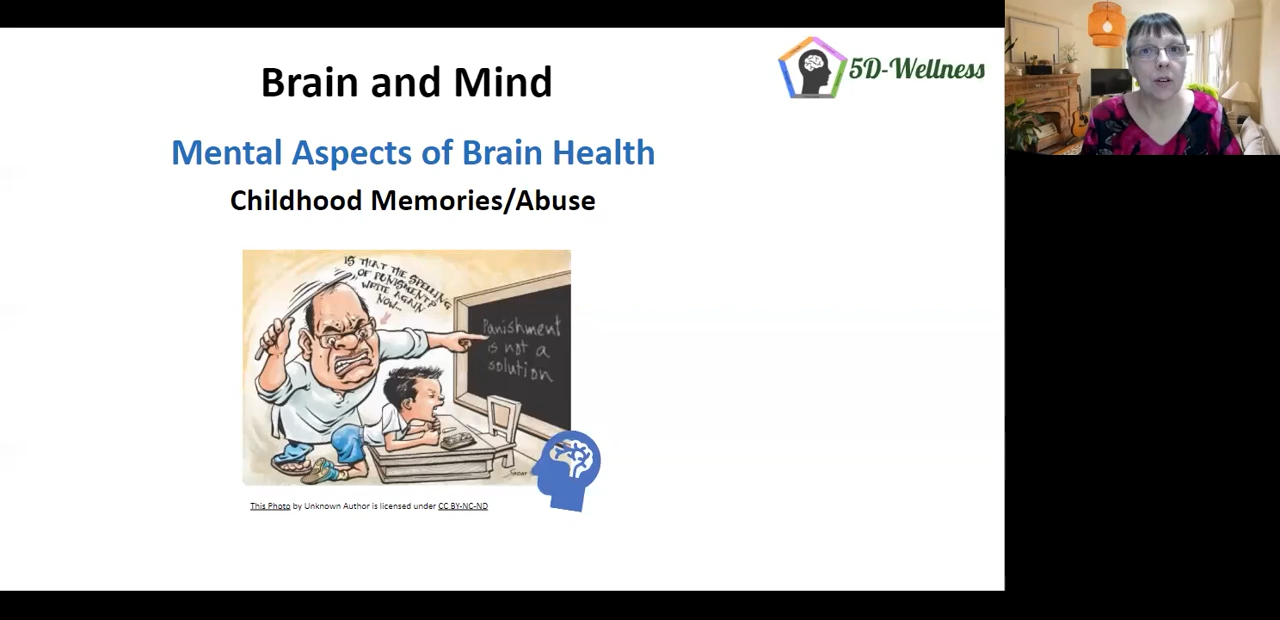 Brain and Mind
5D-Wellness
Mental Aspects of Brain Health
Childhood Memories/Abuse
IS THAT THE SPELLING
OF PUNISHMENT?
WRITE AGAIN
NOW...
Panishment
is not a
solution
This Photo by Unknown Author is licensed under CC BY-NC-ND